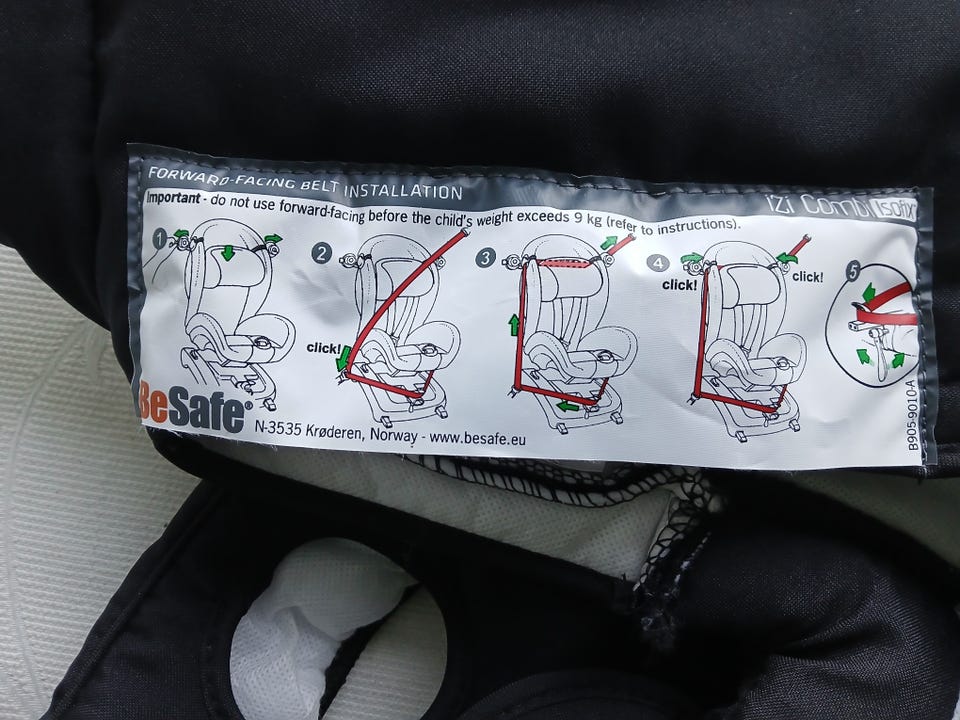 FORWARD-FACING BELT INSTALLATION
iZi Combi Isofix
Important - do not use forward-facing before the child's weight exceeds 9 kg (refer to instructions).
1
2
3
4
5
click!
click!
click!
BeSafe®
N-3535 Krøderen, Norway - www.besafe.eu
B905-9010-A